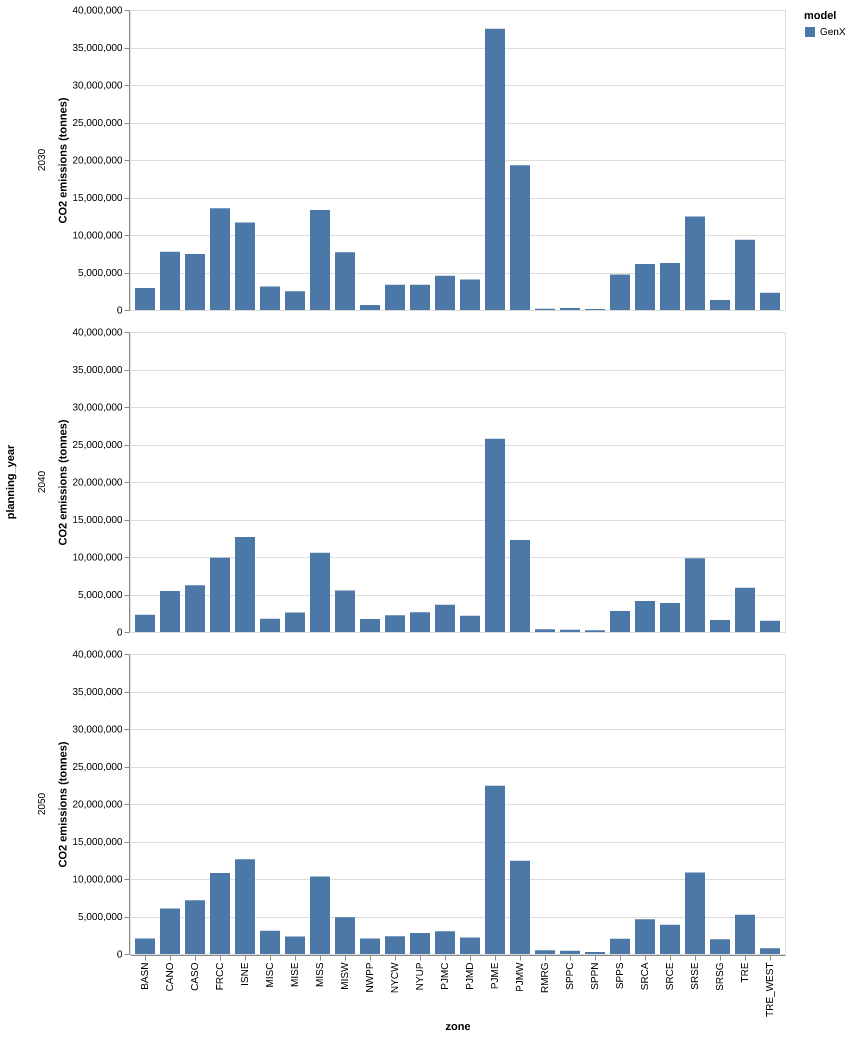 model
GenX
planning_year
2030
CO2 emissions (tonnes)
40,000,000
35,000,000
30,000,000
25,000,000
20,000,000
15,000,000
10,000,000
5,000,000
0
2040
CO2 emissions (tonnes)
40,000,000
35,000,000
30,000,000
25,000,000
20,000,000
15,000,000
10,000,000
5,000,000
0
2050
CO2 emissions (tonnes)
40,000,000
35,000,000
30,000,000
25,000,000
20,000,000
15,000,000
10,000,000
5,000,000
0
BASN
CANO
CASO
FRCC
ISNE
MISC
MISE
MISS
MISW
NWPP
NYCW
NYUP
PJMC
PJMD
PJME
PJMW
RMRG
SPPC
SPPN
SPPS
SRCA
SRCE
SRSE
SRSG
TRE
TRE_WEST
zone